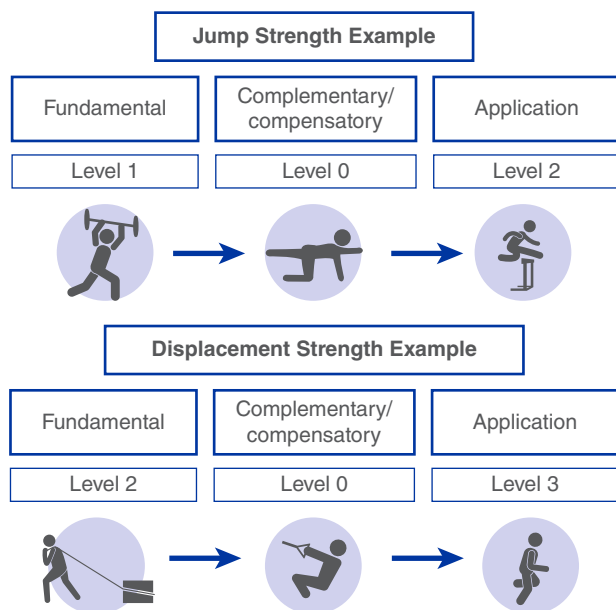 Jump Strength Example
Fundamental
Complementary/
compensatory
Application
Level 1
Level 0
Level 2
Displacement Strength Example
Fundamental
Complementary/
compensatory
Application
Level 2
Level 0
Level 3